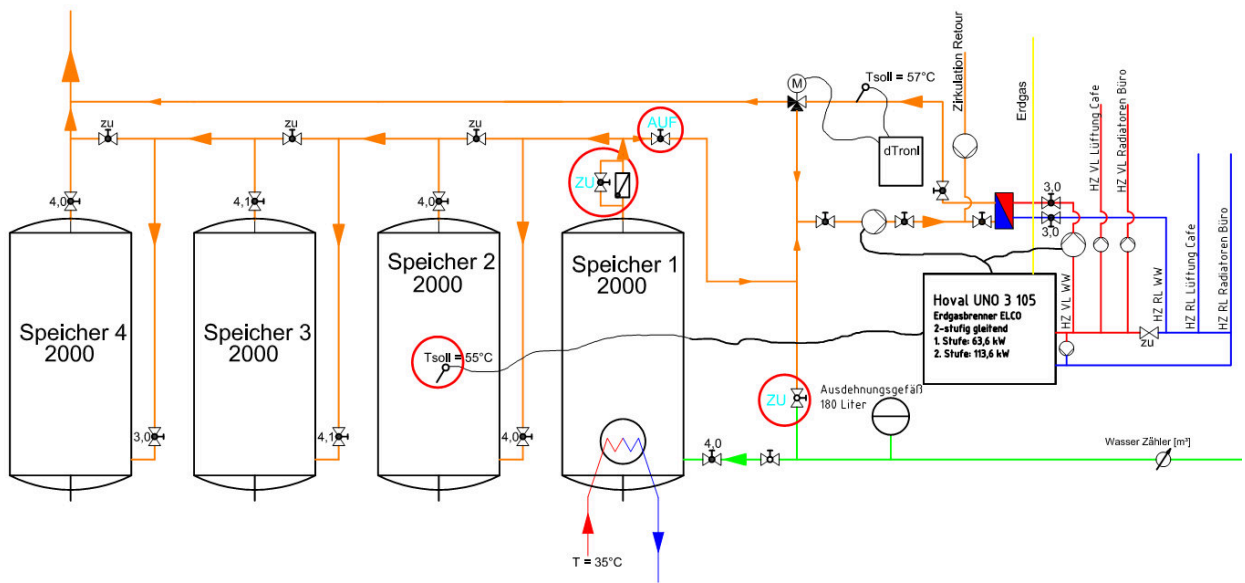 Tsoll = 57°C
M
dTronl
Zirkulation Retour
Erdgas
HZ VL Lüftung Cafe
HZ VL Radiatoren Büro
zu
zu
zu
AUF
ZU
4,0
4,1
4,0
3,0
3,0
Speicher 4
2000
Speicher 3
2000
Speicher 2
2000
Speicher 1
2000
Tsoll = 55°C
Hoval UNO 3 105
Erdgasbrenner ELCO
2-stufig gleitend
1. Stufe: 63,6 kW
2. Stufe: 113,6 kW
HZ VL WW
zu
HZ RL WW
HZ RL Lüftung Cafe
HZ RL Radiatoren Büro
ZU
Ausdehnungsgefäß
180 Liter
3,0
4,1
4,0
4,0
Wasser Zähler [m³]
T = 35°C